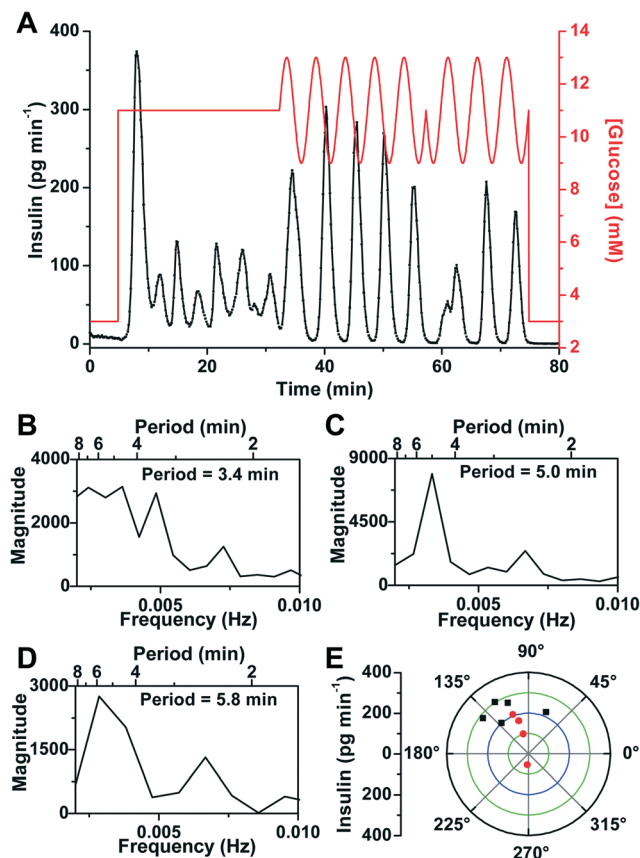 A
Insulin (pg min⁻¹)
400
300
200
100
0
0 20 40 60 80
Time (min)
14
12
10
8
6
4
2
[Glucose] (mM)
B
Period (min)
8 6 4 2
Magnitude
4000
3000
0
Period = 3.4 min
0.005 0.010
Frequency (Hz)
C
Period (min)
8 6 4 2
Magnitude
9000
4500
0
Period = 5.0 min
0.005 0.010
Frequency (Hz)
D
Period (min)
8 6 4 2
Magnitude
3000
1500
0
Period = 5.8 min
0.005 0.010
Frequency (Hz)
E
Insulin (pg min⁻¹)
400
200
0
200
400
90°
135° 45°
180° 0°
225° 315°
270°